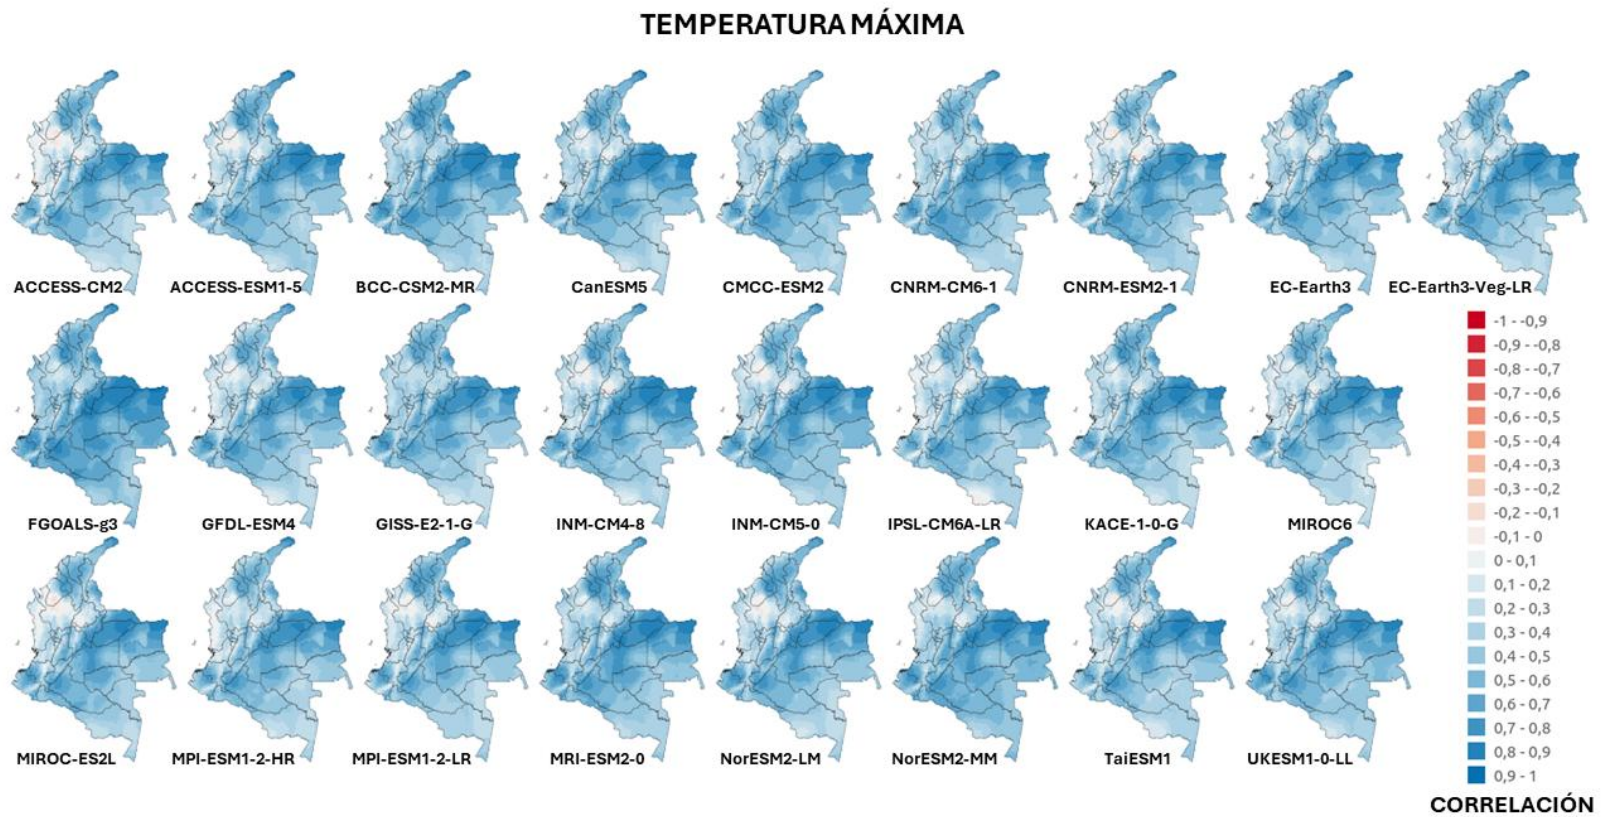 TEMPERATURA MÁXIMA
ACCESS-CM2
ACCESS-ESM1-5
BCC-CSM2-MR
CanESM5
CMCC-ESM2
CNRM-CM6-1
CNRM-ESM2-1
EC-Earth3
EC-Earth3-Veg-LR
FGOALS-g3
GFDL-ESM4
GISS-E2-1-G
INM-CM4-8
INM-CM5-0
IPSL-CM6A-LR
KACE-1-0-G
MIROC6
MIROC-ES2L
MPI-ESM1-2-HR
MPI-ESM1-2-LR
MRI-ESM2-0
NorESM2-LM
NorESM2-MM
TaiESM1
UKESM1-0-LL
-1 - -0,9
-0,9 - -0,8
-0,8 - -0,7
-0,7 - -0,6
-0,6 - -0,5
-0,5 - -0,4
-0,4 - -0,3
-0,3 - -0,2
-0,2 - -0,1
-0,1 - 0
0 - 0,1
0,1 - 0,2
0,2 - 0,3
0,3 - 0,4
0,4 - 0,5
0,5 - 0,6
0,6 - 0,7
0,7 - 0,8
0,8 - 0,9
0,9 - 1
CORRELACIÓN